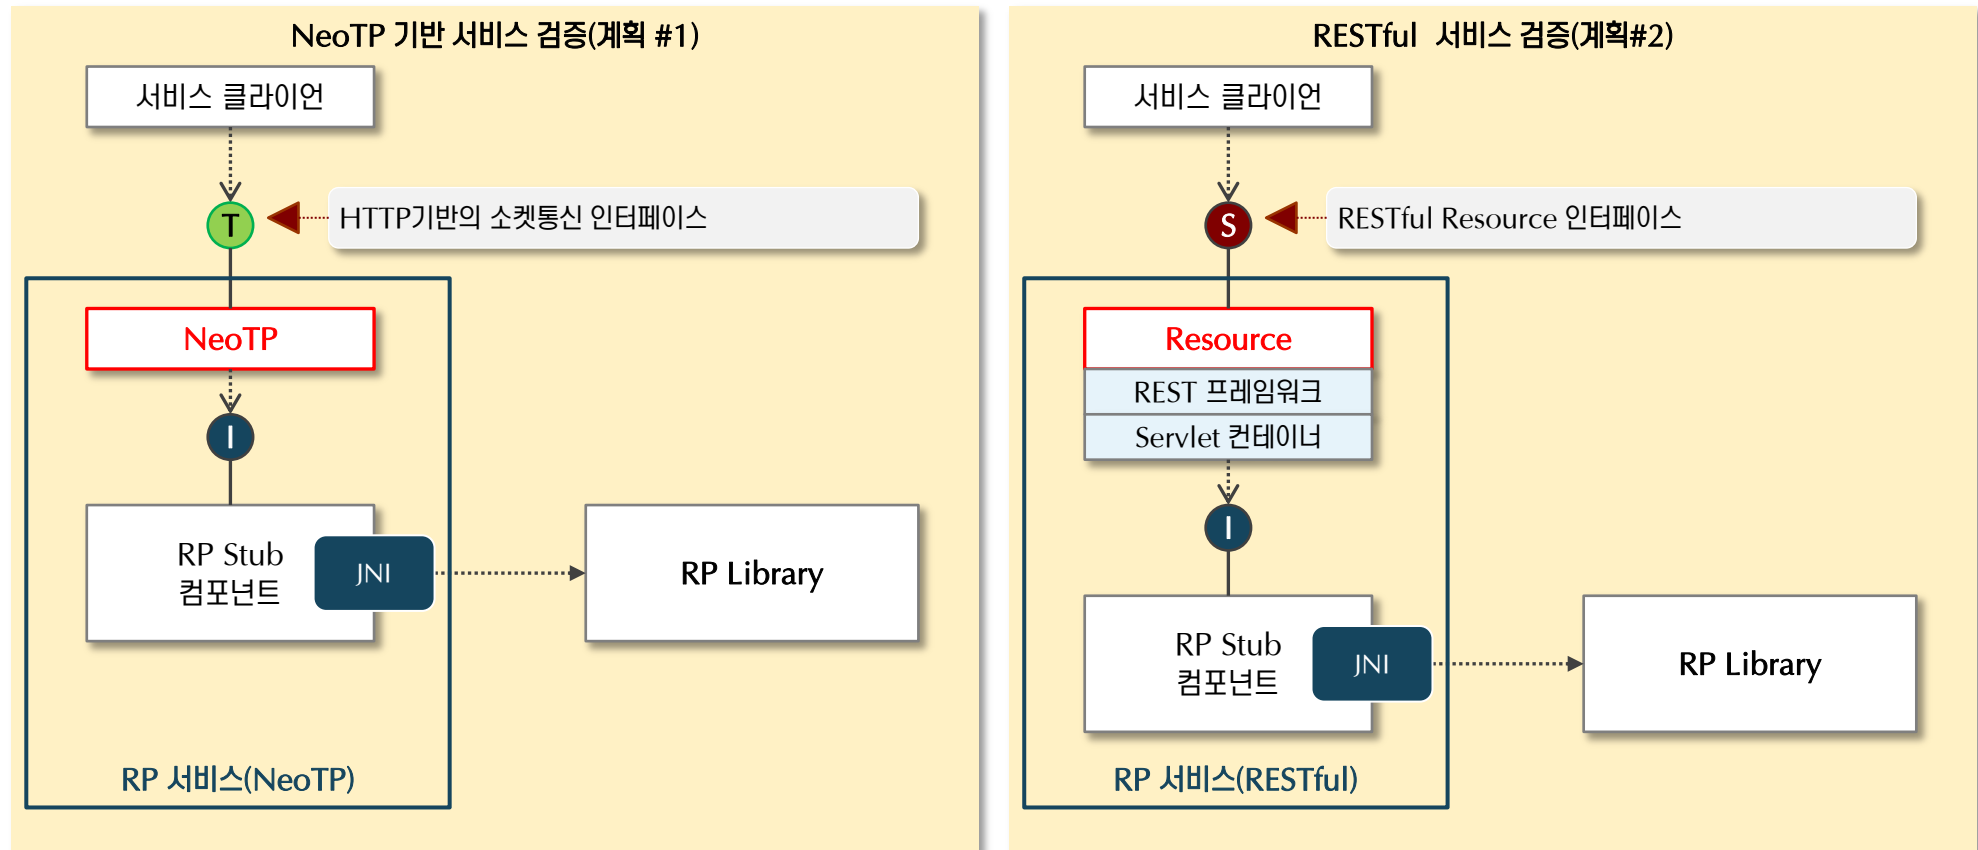 NeoTP 기반 서비스 검증(계획 #1)
서비스 클라이언
T
HTTP기반의 소켓통신 인터페이스
NeoTP
I
RP Stub
컴포넌트
JNI
RP Library
RP 서비스(NeoTP)
RESTful 서비스 검증(계획#2)
서비스 클라이언
S
RESTful Resource 인터페이스
Resource
REST 프레임워크
Servlet 컨테이너
I
RP Stub
컴포넌트
JNI
RP Library
RP 서비스(RESTful)